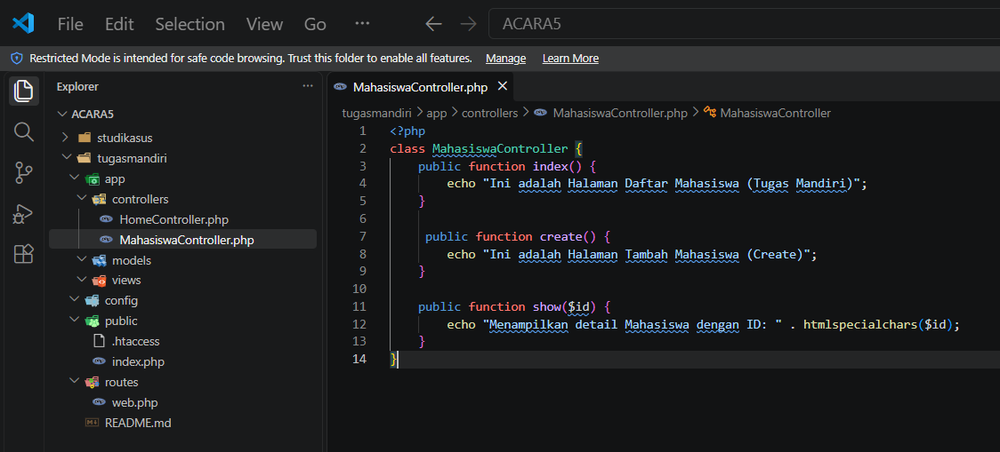 File Edit Selection View Go ··· ACARA5
Restricted Mode is intended for safe code browsing. Trust this folder to enable all features. Manage Learn More
Explorer ···
ACARA5
studikasus
tugasmandiri
app
controllers
HomeController.php
MahasiswaController.php
models
views
config
public
.htaccess
index.php
routes
web.php
README.md
MahasiswaController.php
tugasmandiri > app > controllers > MahasiswaController.php > MahasiswaController
1 <?php
2 class MahasiswaController {
3     public function index() {
4         echo "Ini adalah Halaman Daftar Mahasiswa (Tugas Mandiri)";
5     }
6
7      public function create() {
8         echo "Ini adalah Halaman Tambah Mahasiswa (Create)";
9     }
10
11     public function show($id) {
12         echo "Menampilkan detail Mahasiswa dengan ID: " . htmlspecialchars($id);
13     }
14 }